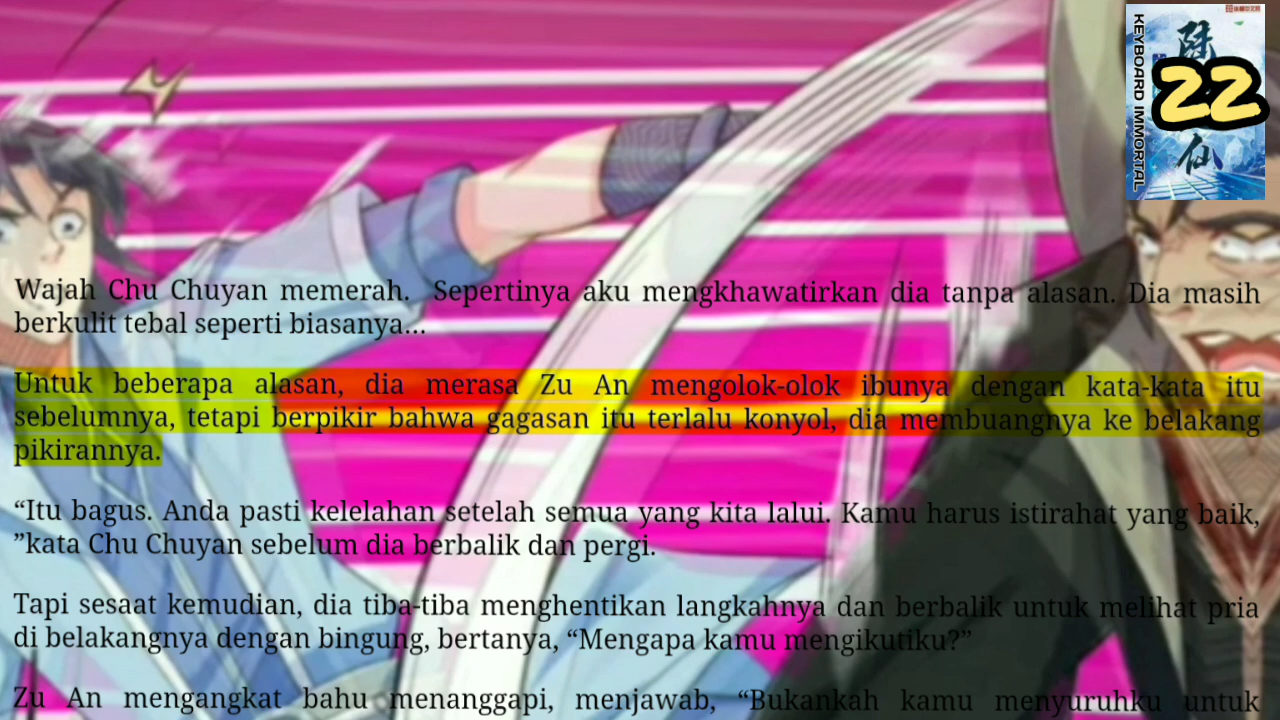 陸
22
仙
KEYBOARD IMMORTAL
Wajah Chu Chuyan memerah. Sepertinya aku mengkhawatirkan dia tanpa alasan. Dia masih
berkulit tebal seperti biasanya…
Untuk beberapa alasan, dia merasa Zu An mengolok-olok ibunya dengan kata-kata itu
sebelumnya, tetapi berpikir bahwa gagasan itu terlalu konyol, dia membuangnya ke belakang
pikirannya.
“Itu bagus. Anda pasti kelelahan setelah semua yang kita lalui. Kamu harus istirahat yang baik,
”kata Chu Chuyan sebelum dia berbalik dan pergi.
Tapi sesaat kemudian, dia tiba-tiba menghentikan langkahnya dan berbalik untuk melihat pria
di belakangnya dengan bingung, bertanya, “Mengapa kamu mengikutiku?”
Zu An mengangkat bahu menanggapi, menjawab, “Bukankah kamu menyuruhku untuk